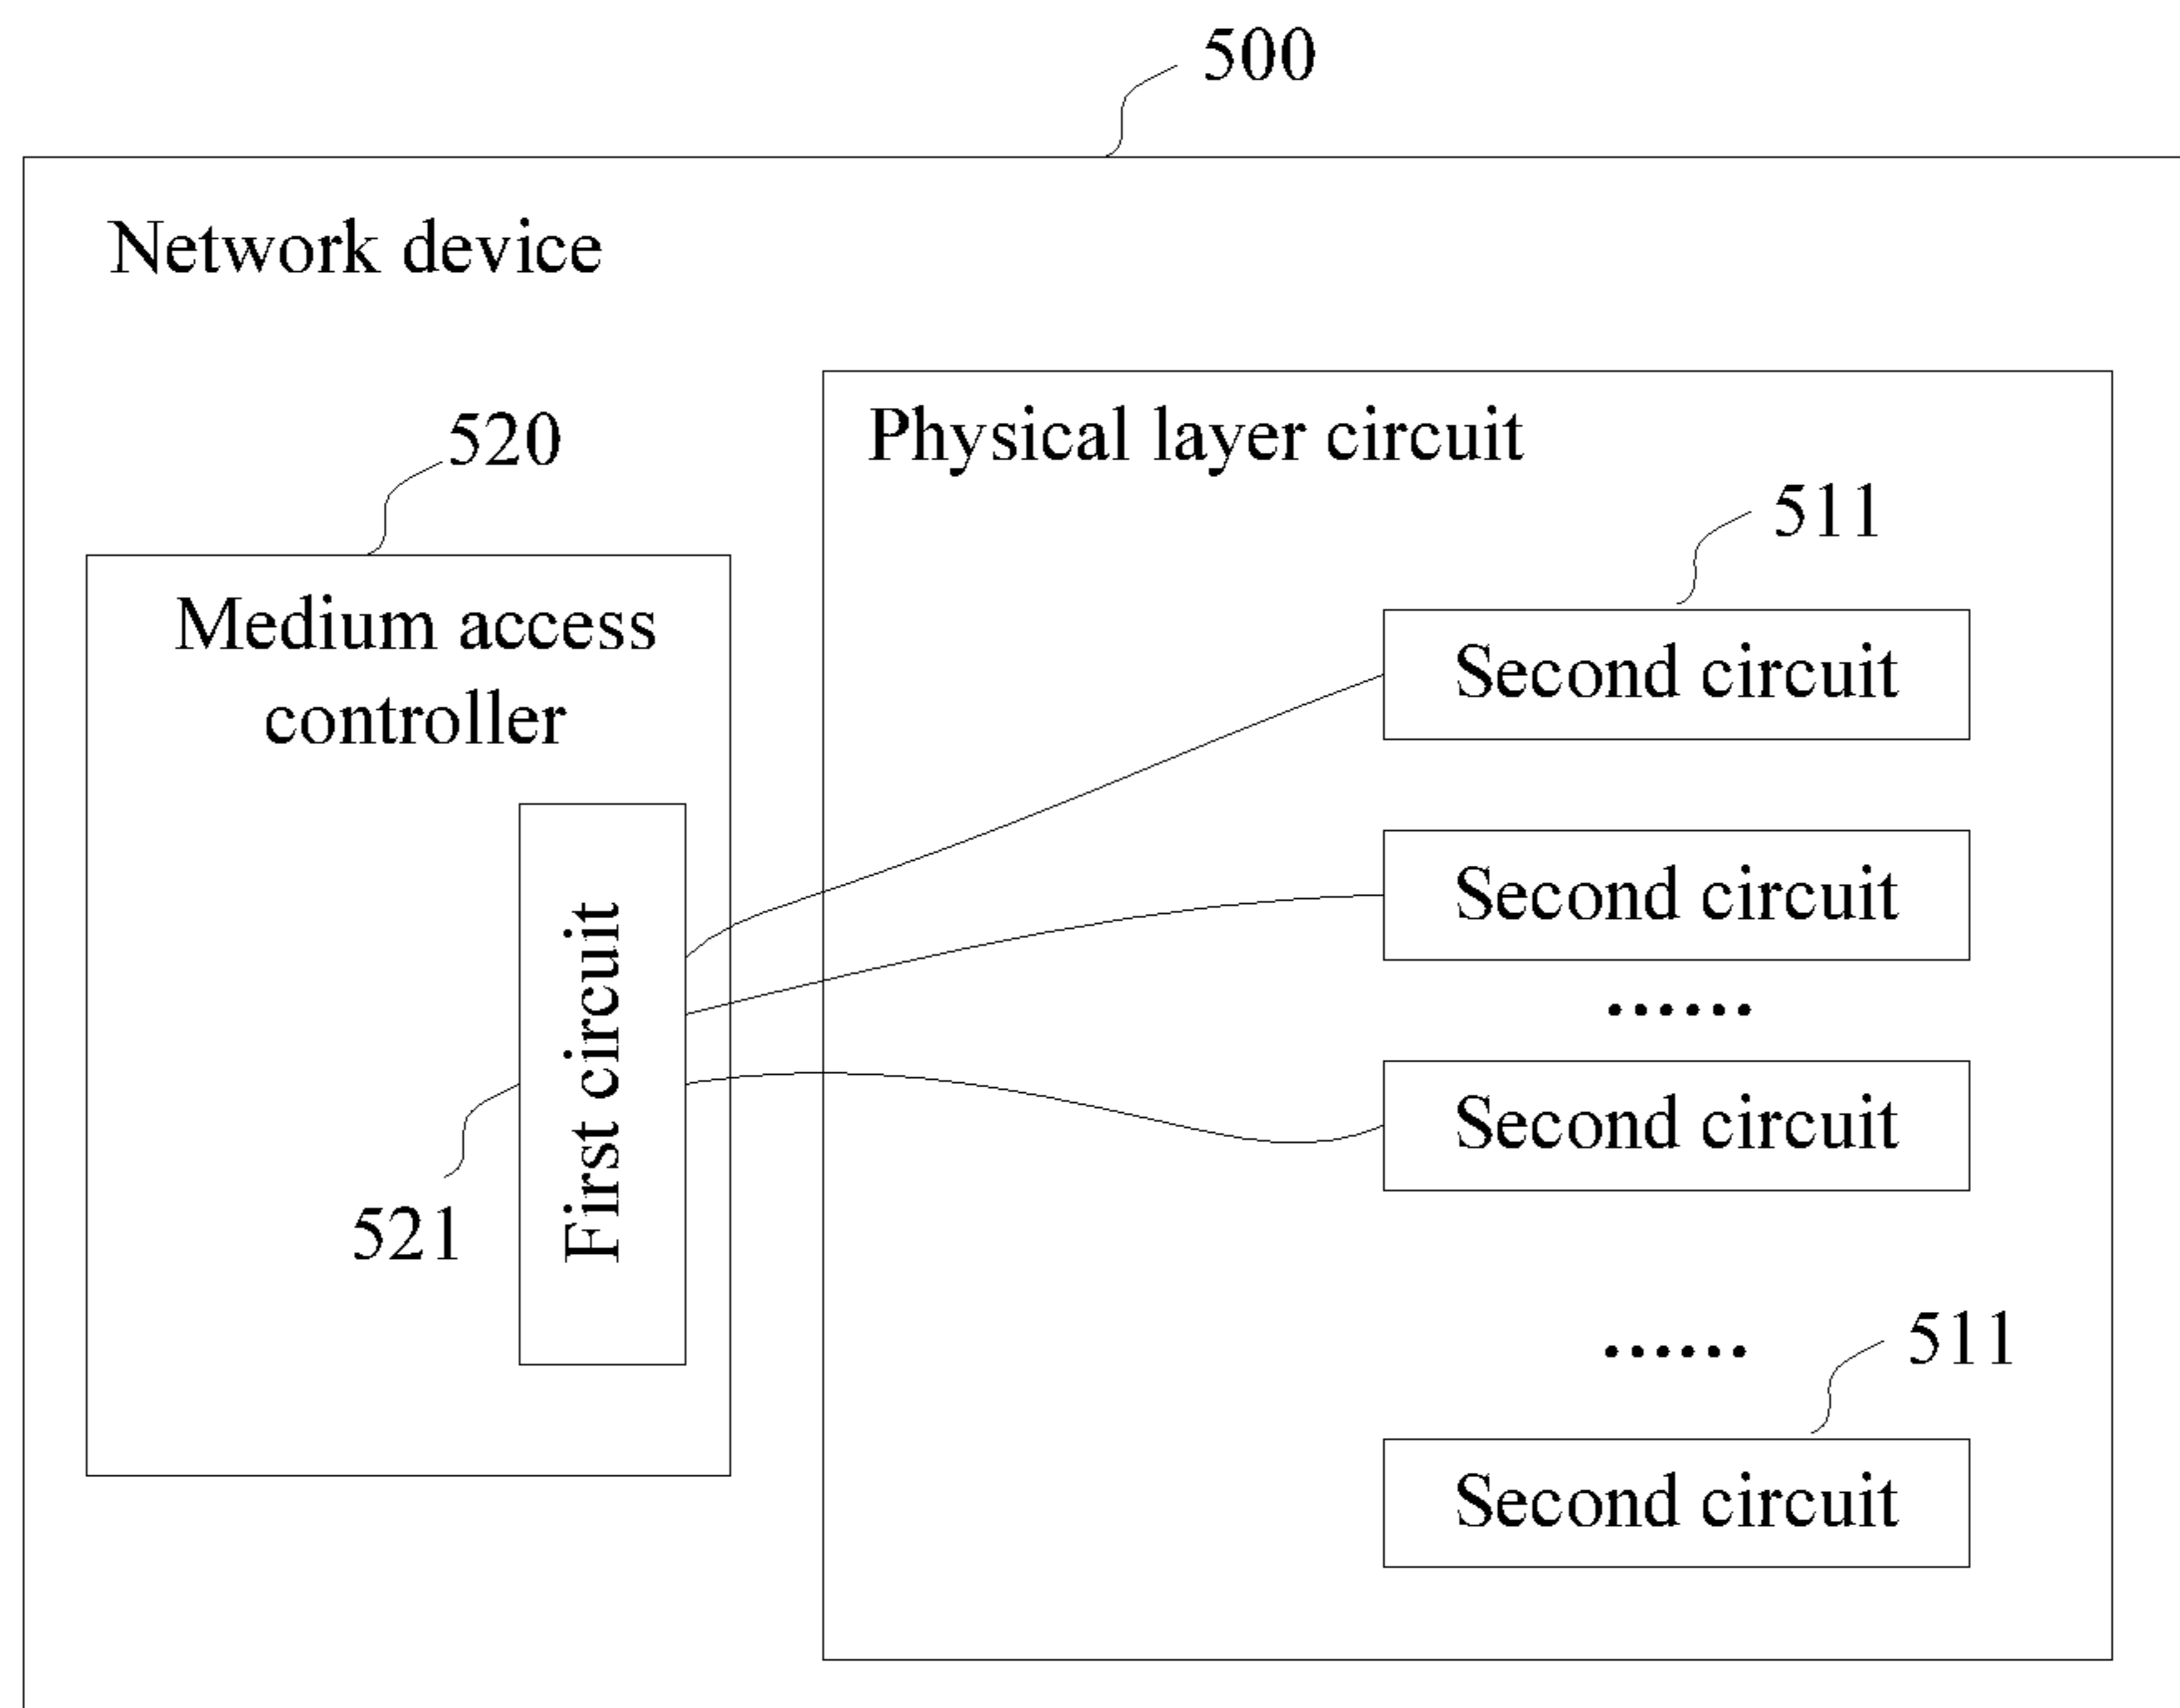 500
Network device
520
Physical layer circuit
511
Medium access
controller
Second circuit
Second circuit
......
First circuit
Second circuit
521
......
511
Second circuit